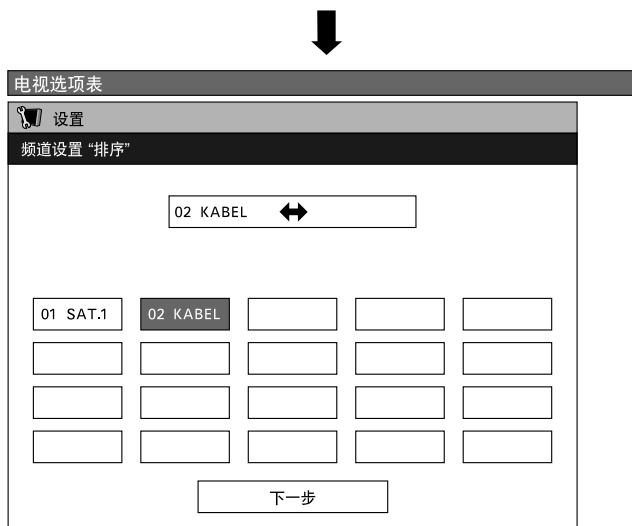 电视选项表
设置
频道设置 “排序”
02 KABEL
01 SAT.1
02 KABEL
下一步